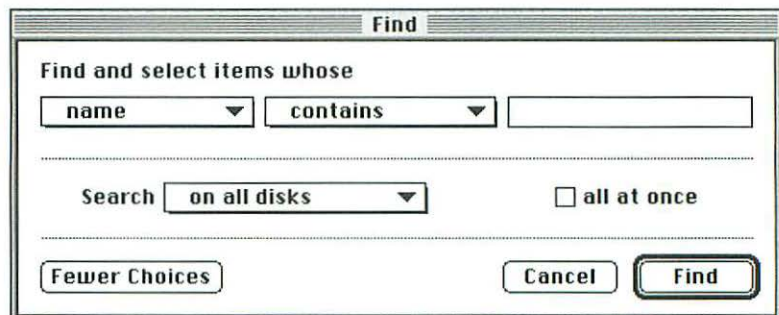 Find
Find and select items whose
name contains
Search on all disks all at once
Fewer Choices Cancel Find